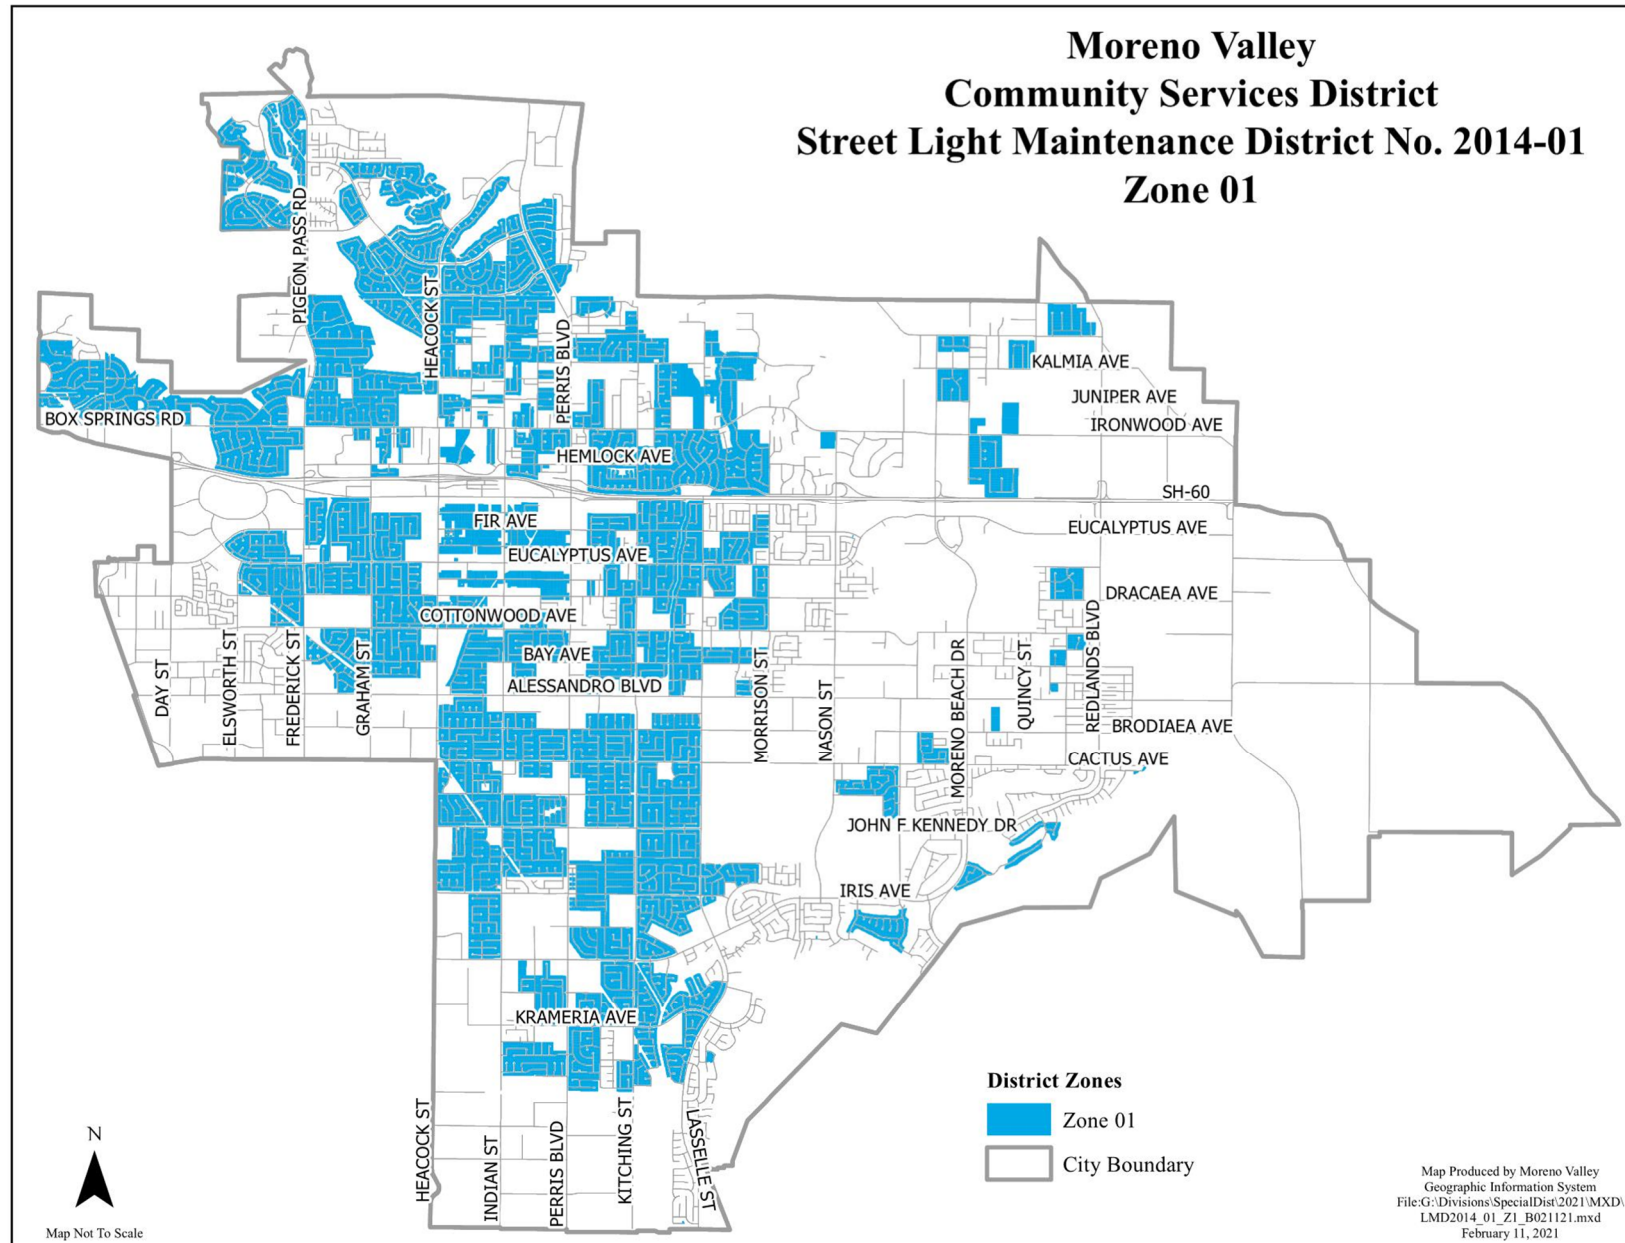 Moreno Valley
Community Services District
Street Light Maintenance District No. 2014-01
Zone 01
PIGEON PASS RD
HEACOCK ST
PERRIS BLVD
KALMIA AVE
JUNIPER AVE
BOX SPRINGS RD
IRONWOOD AVE
HEMLOCK AVE
SH-60
FIR AVE
EUCALYPTUS AVE
EUCALYPTUS AVE
DRACAEA AVE
COTTONWOOD AVE
BAY AVE
ALESSANDRO BLVD
DAY ST
ELSWORTH ST
FREDERICK ST
GRAHAM ST
MORRISON ST
NASON ST
MORENO BEACH DR
QUINCY ST
REDLANDS BLVD
BRODIAEA AVE
CACTUS AVE
JOHN F KENNEDY DR
IRIS AVE
KRAMERIA AVE
HEACOCK ST
INDIAN ST
PERRIS BLVD
KITCHING ST
LASSELLE ST
District Zones
Zone 01
City Boundary
N
Map Not To Scale
Map Produced by Moreno Valley
Geographic Information System
File:G:\Divisions\SpecialDist\2021\MXD\
LMD2014_01_Z1_B021121.mxd
February 11, 2021